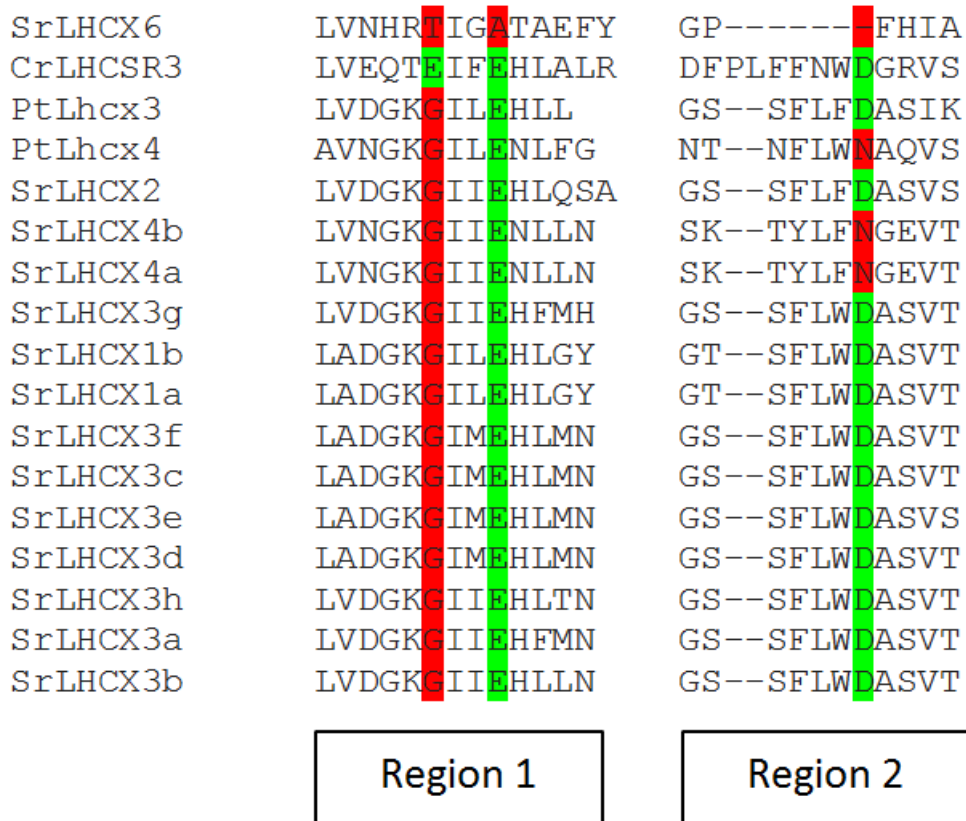 SrLHCX6 LVNHRTIGATAEFY GP-------FHIA
CrLHCSR3 LVEQTEIFEHLALR DFPLFFNWDGRVS
PtLhcx3 LVDGKGILEHLL GS--SFLFDASIK
PtLhcx4 AVNGKGILENLFG NT--NFLWNAQVS
SrLHCX2 LVDGKGIIEHLQSA GS--SFLFDASVS
SrLHCX4b LVNGKGIIENLLN SK--TYLFNGEVT
SrLHCX4a LVNGKGIIENLLN SK--TYLFNGEVT
SrLHCX3g LVDGKGIIEHFMH GS--SFLWDASVT
SrLHCX1b LADGKGILEHLGY GT--SFLWDASVT
SrLHCX1a LADGKGILEHLGY GT--SFLWDASVT
SrLHCX3f LADGKGIMEHLMN GS--SFLWDASVT
SrLHCX3c LADGKGIMEHLMN GS--SFLWDASVT
SrLHCX3e LADGKGIMEHLMN GS--SFLWDASVS
SrLHCX3d LADGKGIMEHLMN GS--SFLWDASVT
SrLHCX3h LVDGKGIIEHLTN GS--SFLWDASVT
SrLHCX3a LVDGKGIIEHFMN GS--SFLWDASVT
SrLHCX3b LVDGKGIIEHLLN GS--SFLWDASVT
Region 1 Region 2